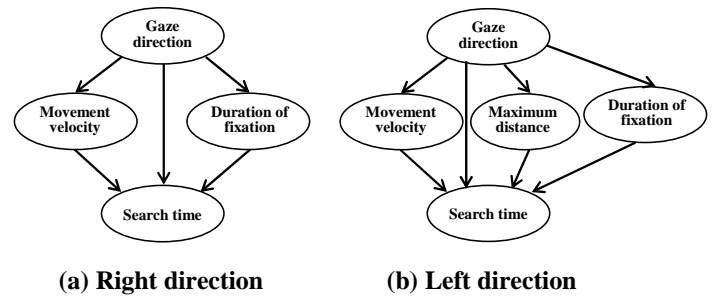 Gaze
direction
Movement
velocity
Duration of
fixation
Search time
(a) Right direction
Gaze
direction
Movement
velocity
Maximum
distance
Duration of
fixation
Search time
(b) Left direction